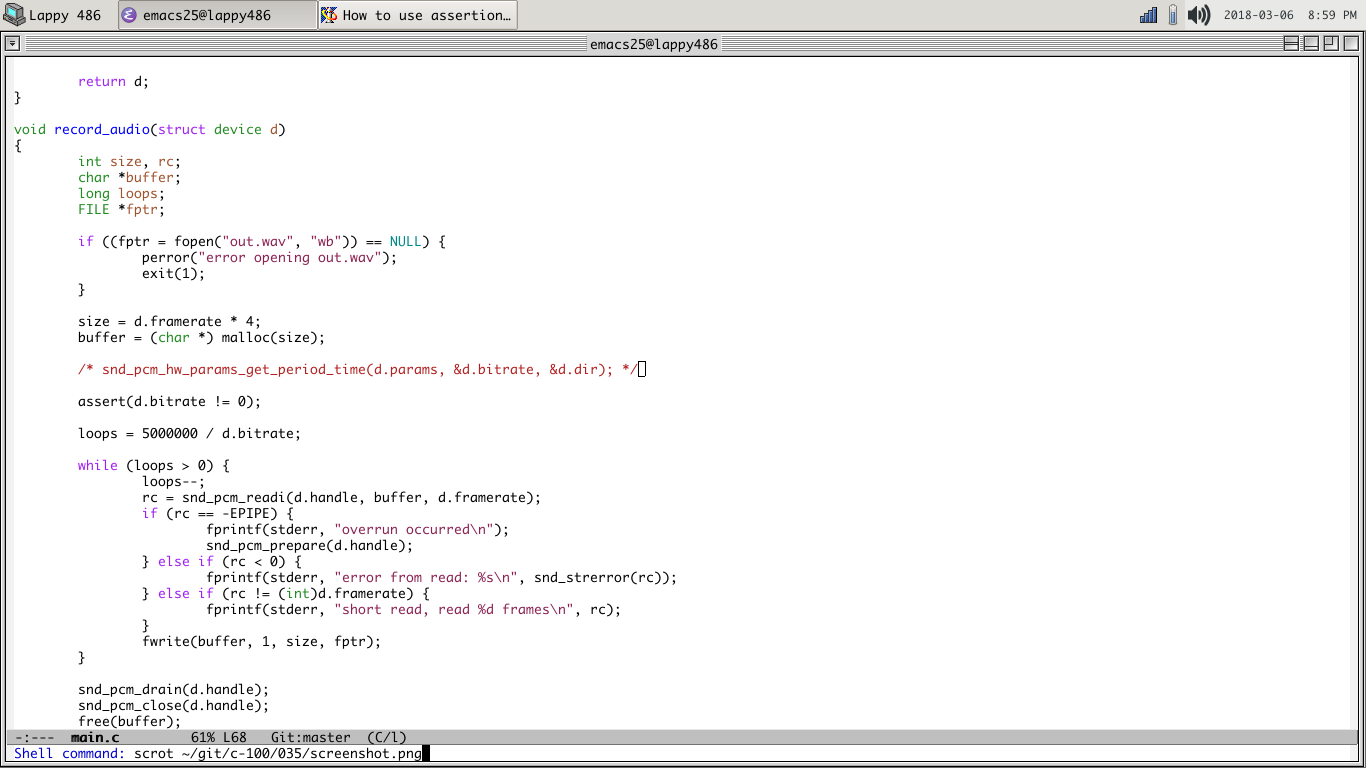 Lappy 486 emacs25@lappy486 How to use assertion… 2018-03-06 8:59 PM
emacs25@lappy486
return d;
}
void record_audio(struct device d)
{
int size, rc;
char *buffer;
long loops;
FILE *fptr;
if ((fptr = fopen("out.wav", "wb")) == NULL) {
perror("error opening out.wav");
exit(1);
}
size = d.framerate * 4;
buffer = (char *) malloc(size);
/* snd_pcm_hw_params_get_period_time(d.params, &d.bitrate, &d.dir); */
assert(d.bitrate != 0);
loops = 5000000 / d.bitrate;
while (loops > 0) {
loops--;
rc = snd_pcm_readi(d.handle, buffer, d.framerate);
if (rc == -EPIPE) {
fprintf(stderr, "overrun occurred\n");
snd_pcm_prepare(d.handle);
} else if (rc < 0) {
fprintf(stderr, "error from read: %s\n", snd_strerror(rc));
} else if (rc != (int)d.framerate) {
fprintf(stderr, "short read, read %d frames\n", rc);
}
fwrite(buffer, 1, size, fptr);
}
snd_pcm_drain(d.handle);
snd_pcm_close(d.handle);
free(buffer);
-:--- main.c 61% L68 Git:master (C/l)
Shell command: scrot ~/git/c-100/035/screenshot.png